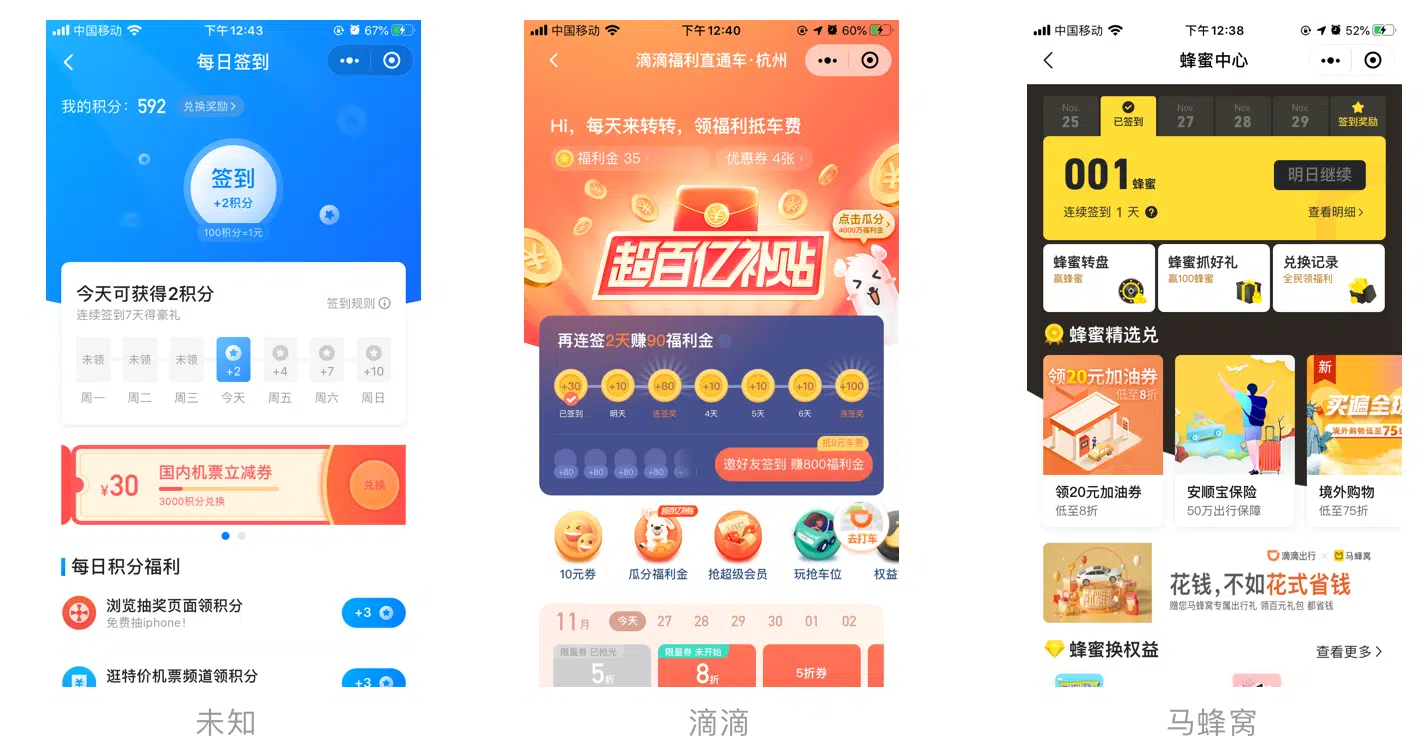 中国移动
下午12:43
67%
每日签到
我的积分：592
兑换奖励>
签到
+2积分
100积分=1元
今天可获得2积分
签到规则
连续签到7天得豪礼
未领 未领 未领 +2 +4 +7 +10
周一 周二 周三 今天 周五 周六 周日
¥30
国内机票立减券
3000积分兑换
兑换
每日积分福利
浏览抽奖页面领积分
免费抽iphone！
+3
逛特价机票频道领积分
+3
未知
中国移动
下午12:40
60%
滴滴福利直通车·杭州
Hi，每天来转转，领福利抵车费
福利金 35 >
优惠券 4张 >
点击瓜分 >
4000万福利金
超百亿补贴
再连签2天赚90福利金
+30 +10 +80 +10 +10 +10 +100
已签到 明天 连签奖 4天 5天 6天 连签奖
+80 +80 +80 +80
抵8元车费
邀好友签到 赚800福利金
超百亿补贴
去打车
10元券 瓜分福利金 抢超级会员 玩抢车位 权益
11月 今天 27 28 29 30 01 02
限量券 已抢光
5折
限量券 未开始
8折
5折券
滴滴
中国移动
下午12:38
52%
蜂蜜中心
Nov. 25
已签到
Nov. 27
Nov. 28
Nov. 29
签到奖励
001蜂蜜
明日继续
连续签到 1 天
查看明细>
蜂蜜转盘
赢蜂蜜
蜂蜜抓好礼
赢100蜂蜜
兑换记录
全民领福利
蜂蜜精选兑
领20元加油券
低至8折
新
买遍全球
境外购物低至75折
领20元加油券
低至8折
安顺宝保险
50万出行保障
境外购物
低至75折
滴滴出行 × 马蜂窝
花钱，不如花式省钱
赠您马蜂窝专属出行礼 领百元礼包 都省钱
蜂蜜换权益
查看更多>
马蜂窝